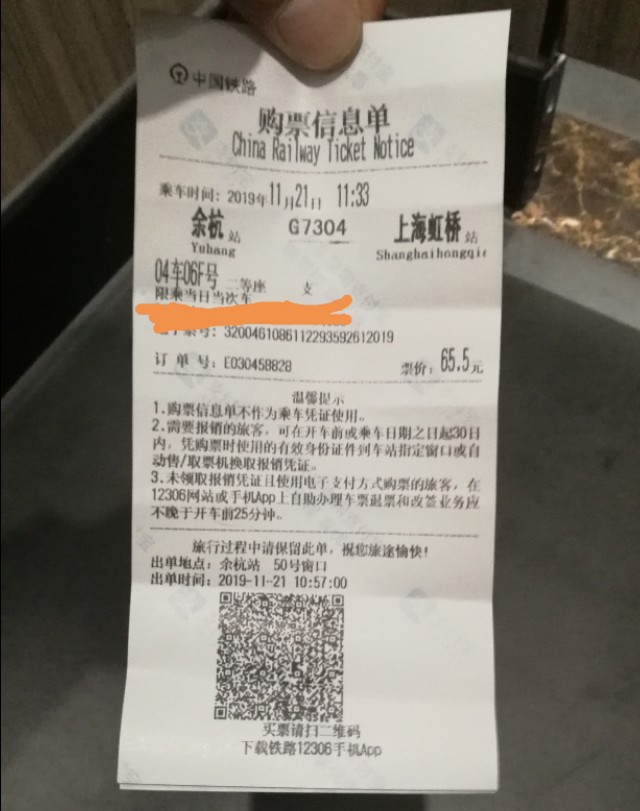 中国铁路
购票信息单
China Railway Ticket Notice
乘车时间: 2019年11月21日 11:33
余杭站 G7304 上海虹桥站
Yuhang Shanghaihongqi
04车06F号 二等座 支
限乘当日当次车
票号: 3200461086112293592612019
订单号: E030458828 票价: 65.5元
温馨提示
1.购票信息单不作为乘车凭证使用。
2.需要报销的旅客, 可在开车前或乘车日期之日起30日
内, 凭购票时使用的有效身份证件到车站指定窗口或自
动售/取票机换取报销凭证。
3.未领取报销凭证且使用电子支付方式购票的旅客, 在
12306网站或手机App上自助办理车票退票和改签业务应
不晚于开车前25分钟。
旅行过程中请保留此单, 祝您旅途愉快!
出单地点: 余杭站 50号窗口
出单时间: 2019-11-21 10:57:00
买票请扫二维码
下载铁路12306手机App